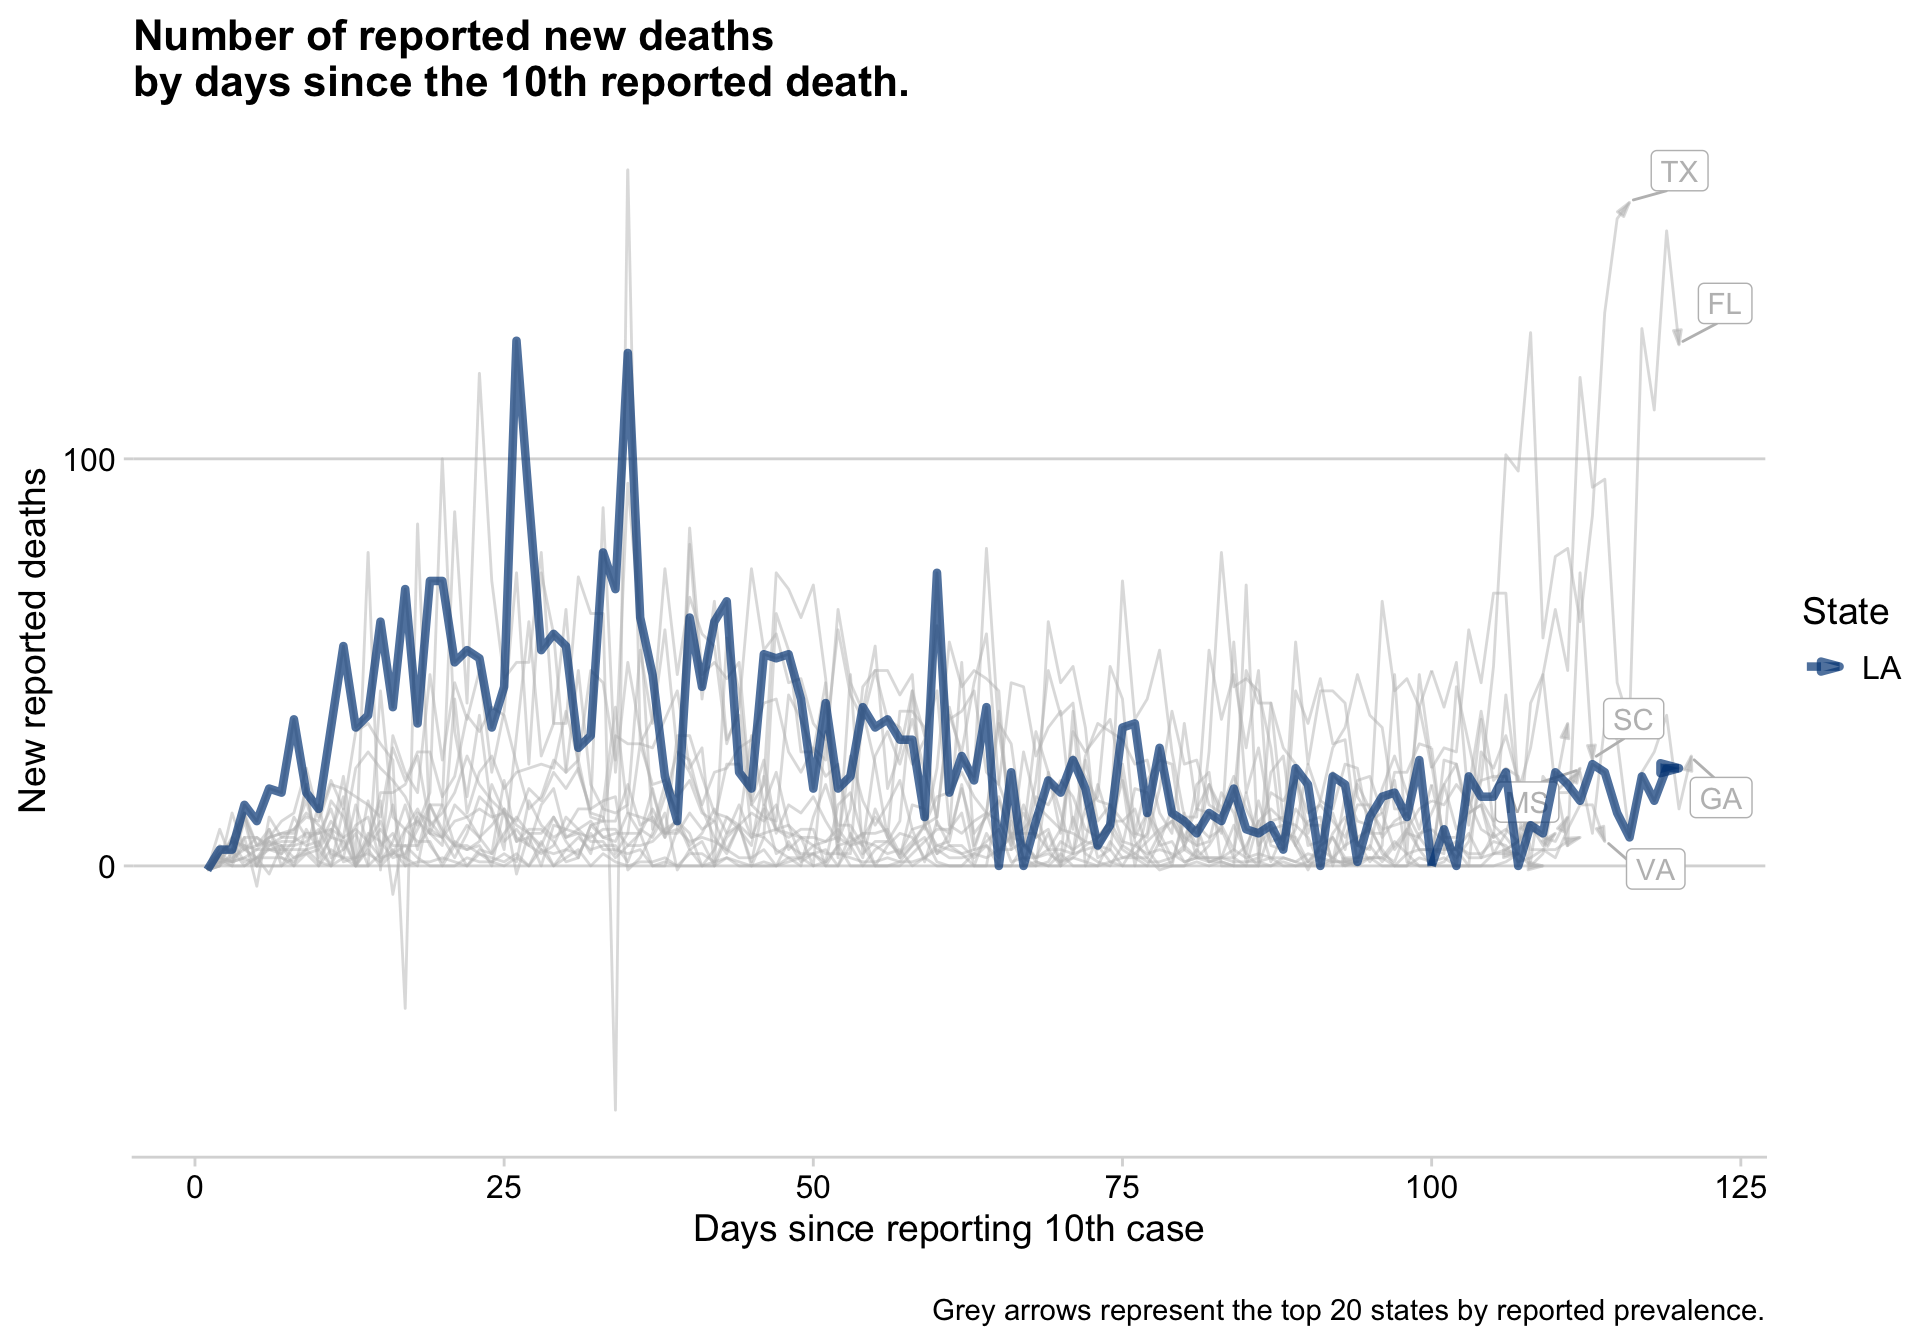 Number of reported new deaths
by days since the 10th reported death.
TX
FL
100
New reported deaths
State
LA
SC
MS
GA
0
VA
0 25 50 75 100 125
Days since reporting 10th case
Grey arrows represent the top 20 states by reported prevalence.